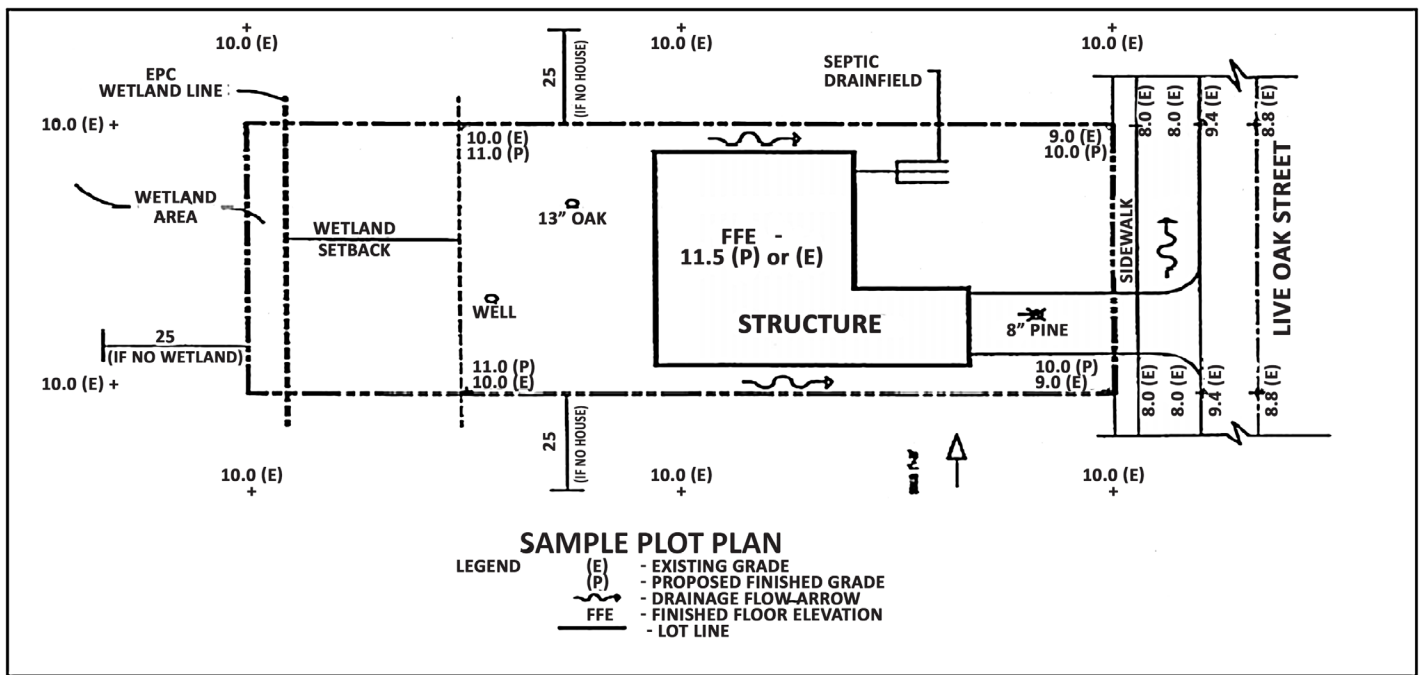 10.0 (E)
10.0 (E)
10.0 (E)
EPC
WETLAND LINE
25
(IF NO HOUSE)
SEPTIC
DRAINFIELD
10.0 (E)
10.0 (E)
11.0 (P)
9.0 (E)
10.0 (P)
8.0 (E)
8.0 (E)
9.4 (E)
8.8 (E)
WETLAND
AREA
WETLAND
SETBACK
13” OAK
FFE -
11.5 (P) or (E)
SIDEWALK
LIVE OAK STREET
WELL
STRUCTURE
8” PINE
25
(IF NO WETLAND)
10.0 (E)
11.0 (P)
10.0 (E)
10.0 (P)
9.0 (E)
8.0 (E)
8.0 (E)
9.4 (E)
8.8 (E)
25
(IF NO HOUSE)
10.0 (E)
10.0 (E)
10.0 (E)
SAMPLE PLOT PLAN
LEGEND (E) - EXISTING GRADE
(P) - PROPOSED FINISHED GRADE
- DRAINAGE FLOW ARROW
FFE - FINISHED FLOOR ELEVATION
- LOT LINE